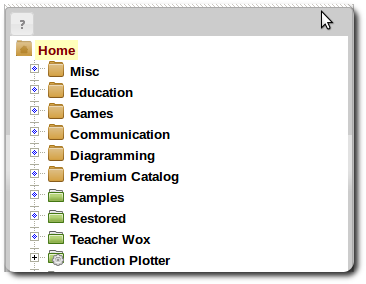 ?
Home
Misc
Education
Games
Communication
Diagramming
Premium Catalog
Samples
Restored
Teacher Wox
Function Plotter